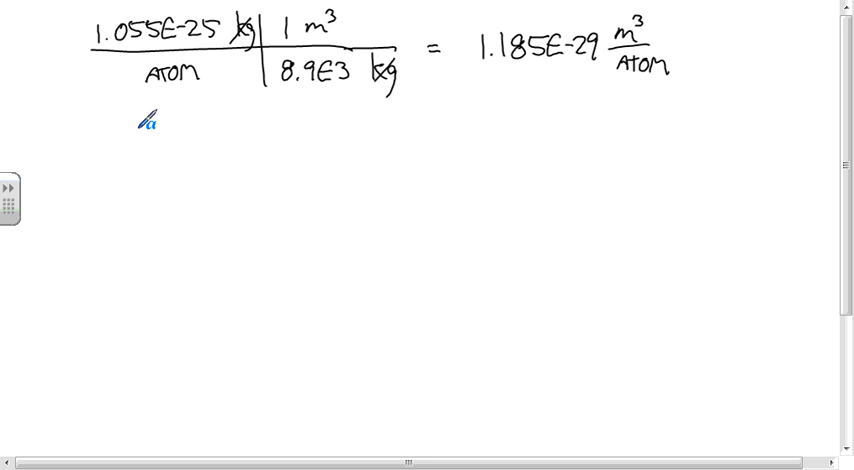 1.055E-25 kg | 1 m³
ATOM | 8.9E3 kg
= 1.185E-29 m³
ATOM
a